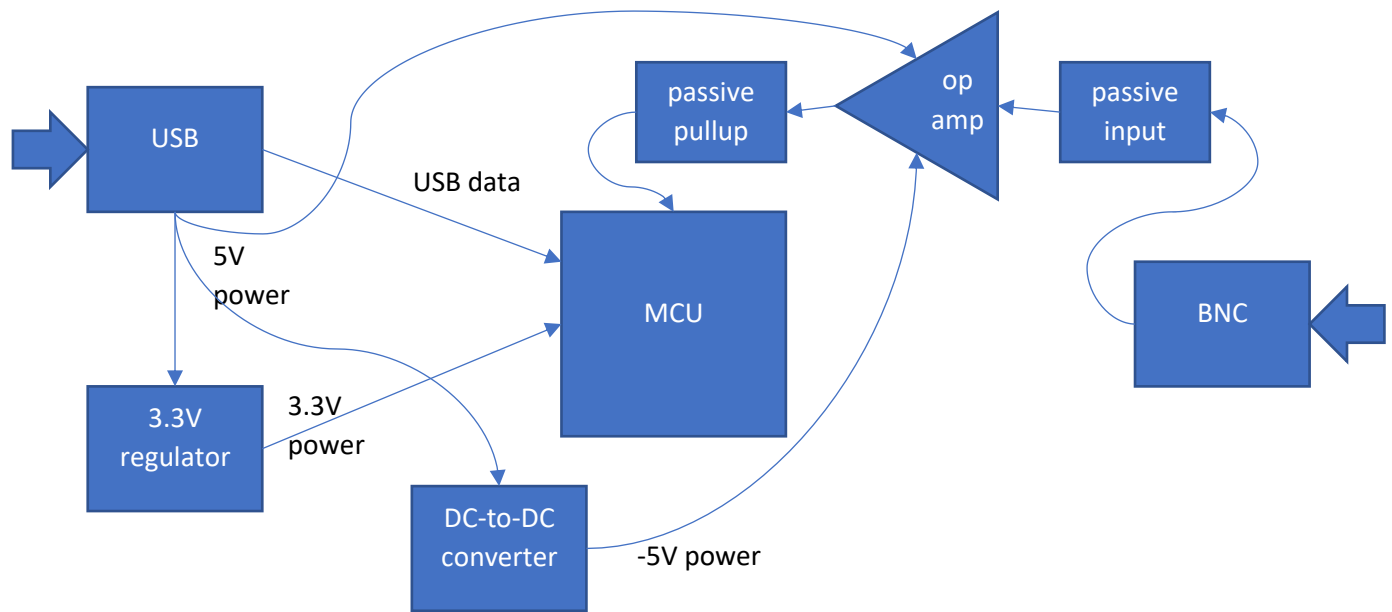 op
amp
passive
pullup
passive
input
USB
USB data
5V
power
MCU
BNC
3.3V
regulator
3.3V
power
DC-to-DC
converter
-5V power